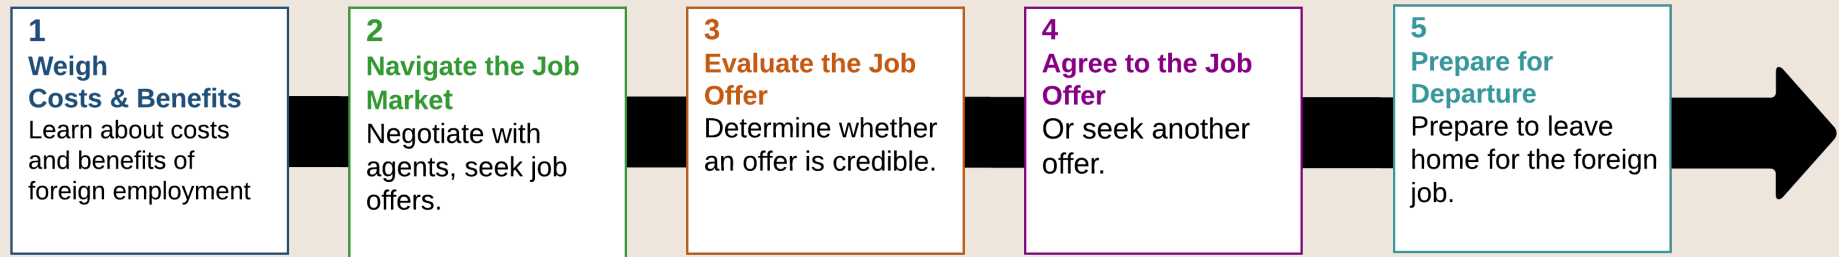 1
Weigh
Costs & Benefits
Learn about costs
and benefits of
foreign employment
2
Navigate the Job
Market
Negotiate with
agents, seek job
offers.
3
Evaluate the Job
Offer
Determine whether
an offer is credible.
4
Agree to the Job
Offer
Or seek another
offer.
5
Prepare for
Departure
Prepare to leave
home for the foreign
job.